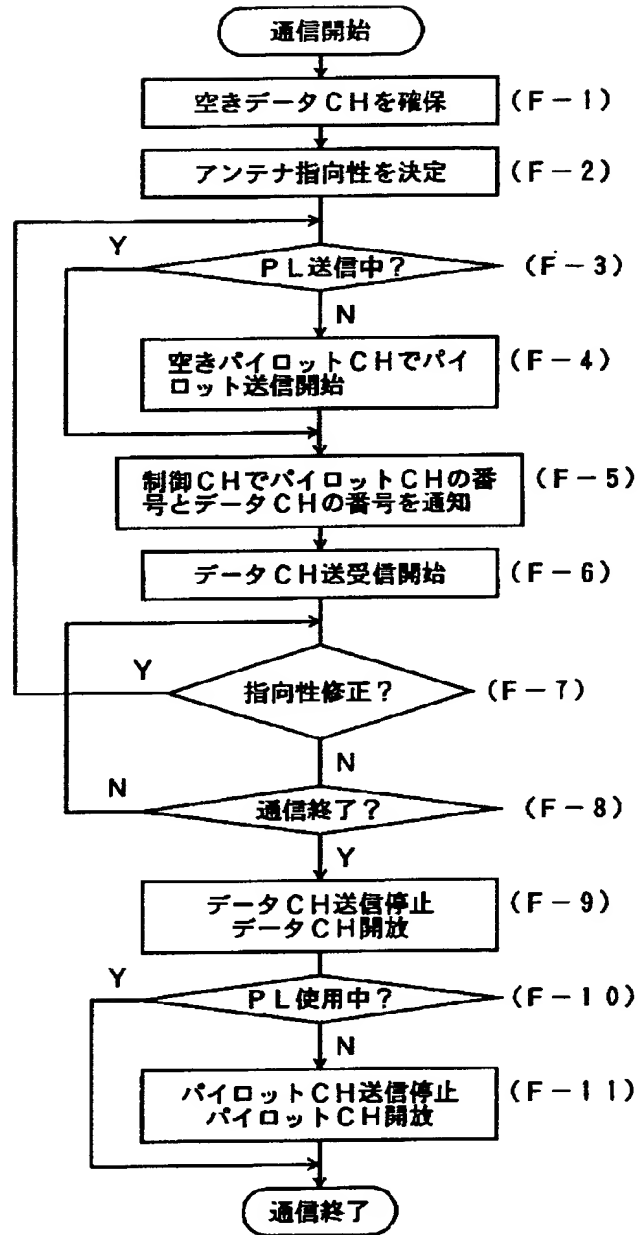 通信開始
空きデータCHを確保
(F-1)
アンテナ指向性を決定
(F-2)
Y
PL送信中?
(F-3)
N
空きパイロットCHでパイ
ロット送信開始
(F-4)
制御CHでパイロットCHの番
号とデータCHの番号を通知
(F-5)
データCH送受信開始
(F-6)
Y
指向性修正?
(F-7)
N
N
通信終了?
(F-8)
Y
データCH送信停止
データCH開放
(F-9)
Y
PL使用中?
(F-10)
N
パイロットCH送信停止
パイロットCH開放
(F-11)
通信終了